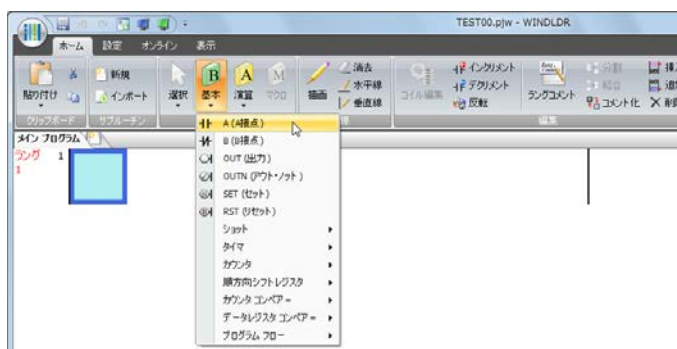 TEST00.pjw - WINDLDR
ホーム 設定 オンライン 表示
貼り付け
新規
インポート
選択
基本
演算
マクロ
描画
消去
水平線
垂直線
コイル編集
インクリメント
デクリメント
反転
ラングコメント
分割
結合
コメント化
挿
追
削
クリップボード
サブルーチン
線
編集
メイン プログラム
ラング 1
1
A (A接点)
B (B接点)
OUT (出力)
OUTN (アウト・ノット)
SET (セット)
RST (リセット)
ショット
タイマ
カウンタ
順方向シフトレジスタ
カウンタ コンペア =
データレジスタ コンペア =
プログラム フロー